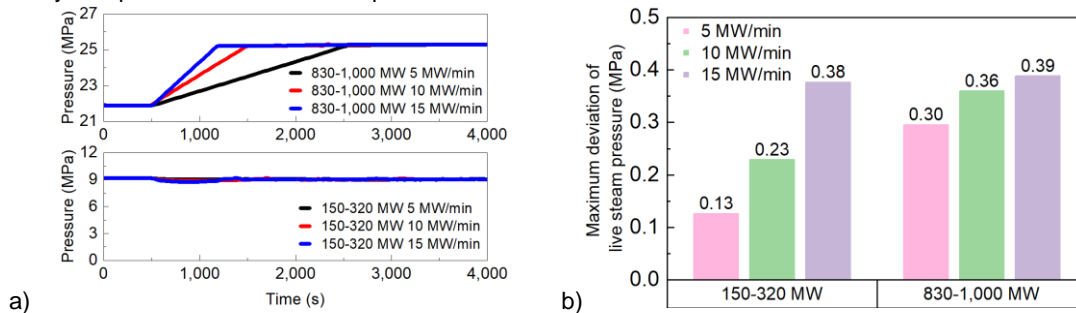 27
25
23
21
Pressure (MPa)
830-1,000 MW 5 MW/min
830-1,000 MW 10 MW/min
830-1,000 MW 15 MW/min
0 1,000 2,000 3,000 4,000
12
9
6
3
0
Pressure (MPa)
150-320 MW 5 MW/min
150-320 MW 10 MW/min
150-320 MW 15 MW/min
0 1,000 2,000 3,000 4,000
Time (s)
a)
Maximum deviation of
live steam pressure (MPa)
0.5
0.4
0.3
0.2
0.1
0.0
5 MW/min
10 MW/min
15 MW/min
0.13
0.23
0.38
0.30
0.36
0.39
150-320 MW 830-1,000 MW
b)